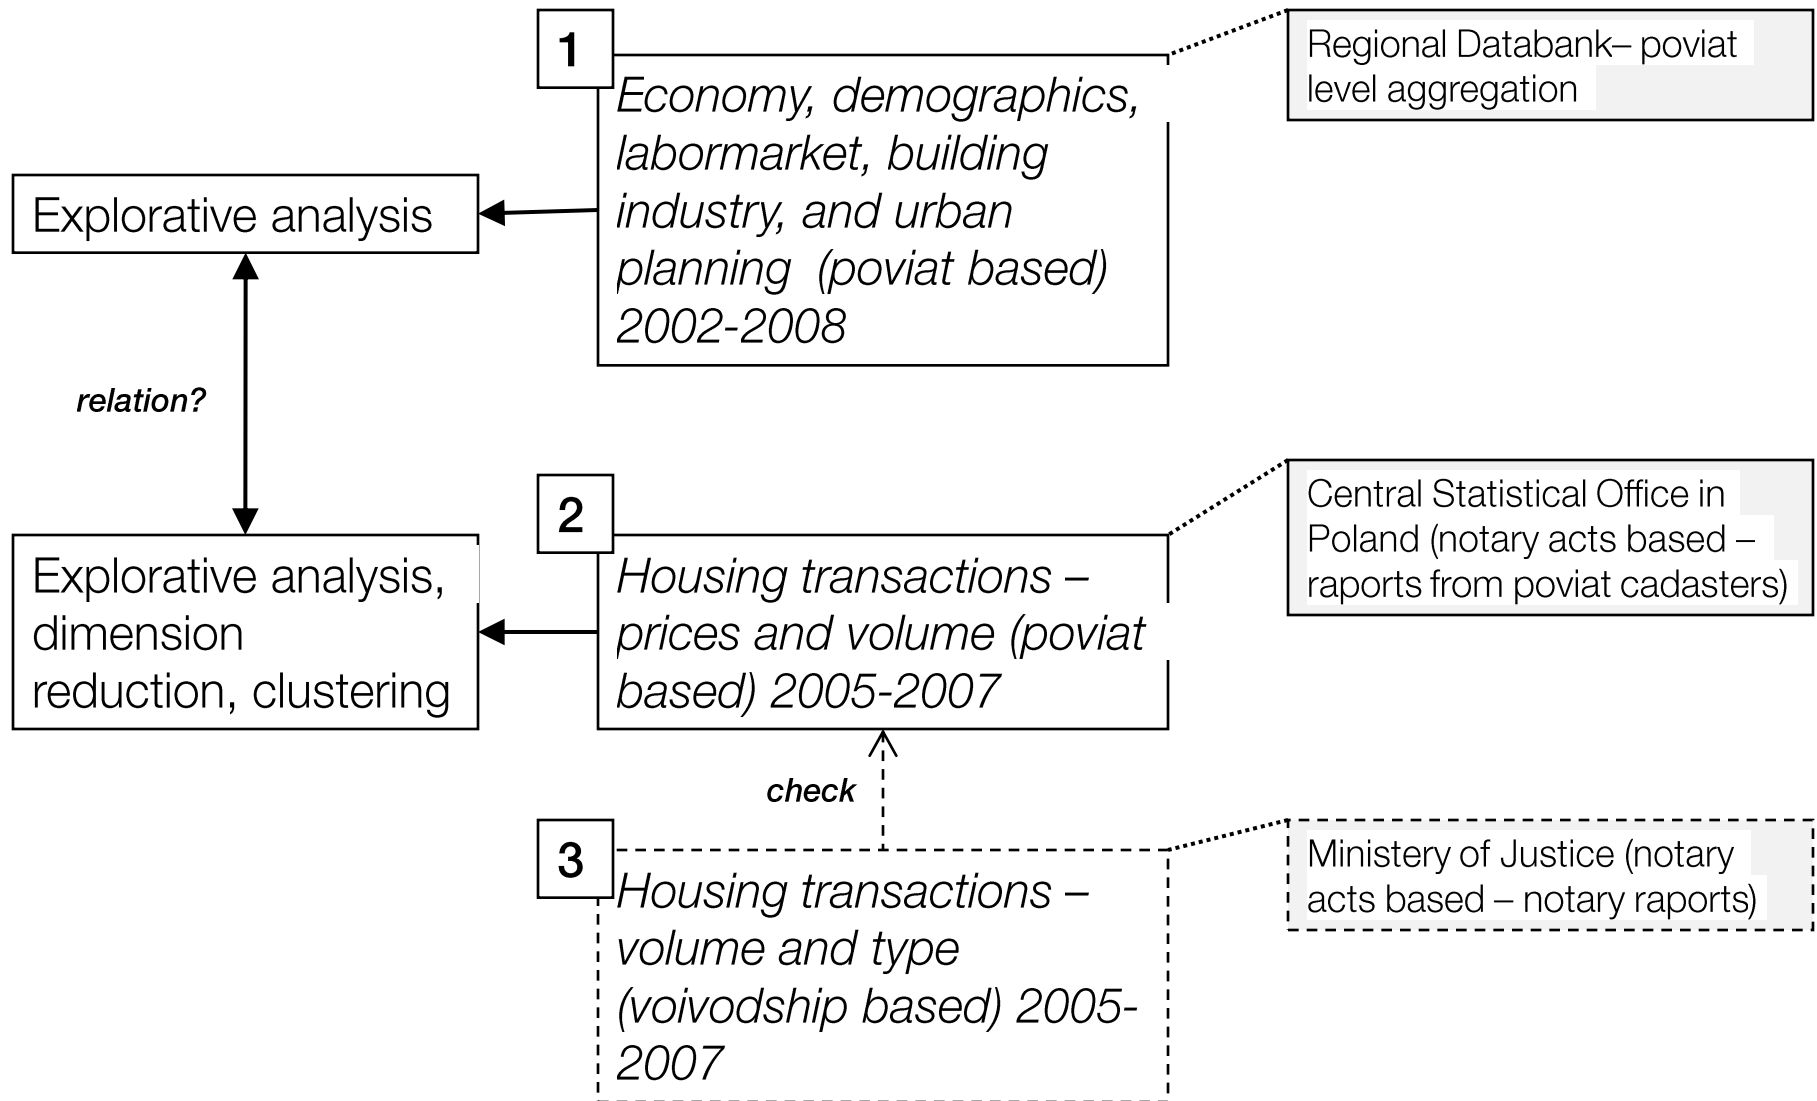 1
Economy, demographics,
labormarket, building
industry, and urban
planning  (poviat based)
2002-2008
Regional Databank– poviat
level aggregation
Explorative analysis
relation?
2
Housing transactions –
prices and volume (poviat
based) 2005-2007
Central Statistical Office in
Poland (notary acts based –
raports from poviat cadasters)
Explorative analysis,
dimension
reduction, clustering
check
3
Housing transactions –
volume and type
(voivodship based) 2005-
2007
Ministery of Justice (notary
acts based – notary raports)